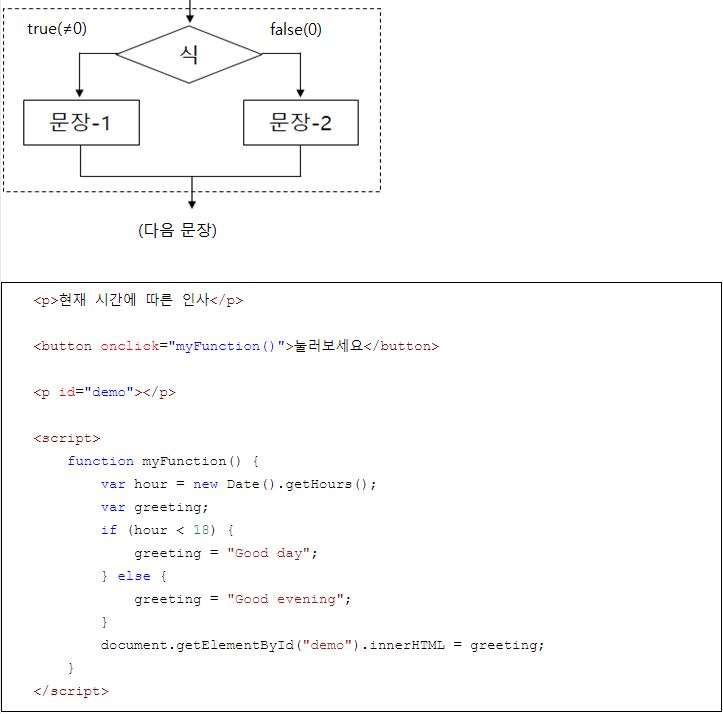 true(≠0) false(0)
식
문장-1 문장-2
(다음 문장)
<p>현재 시간에 따른 인사</p>
<button onclick="myFunction()">눌러보세요</button>
<p id="demo"></p>
<script>
function myFunction() {
var hour = new Date().getHours();
var greeting;
if (hour < 18) {
greeting = "Good day";
} else {
greeting = "Good evening";
}
document.getElementById("demo").innerHTML = greeting;
}
</script>